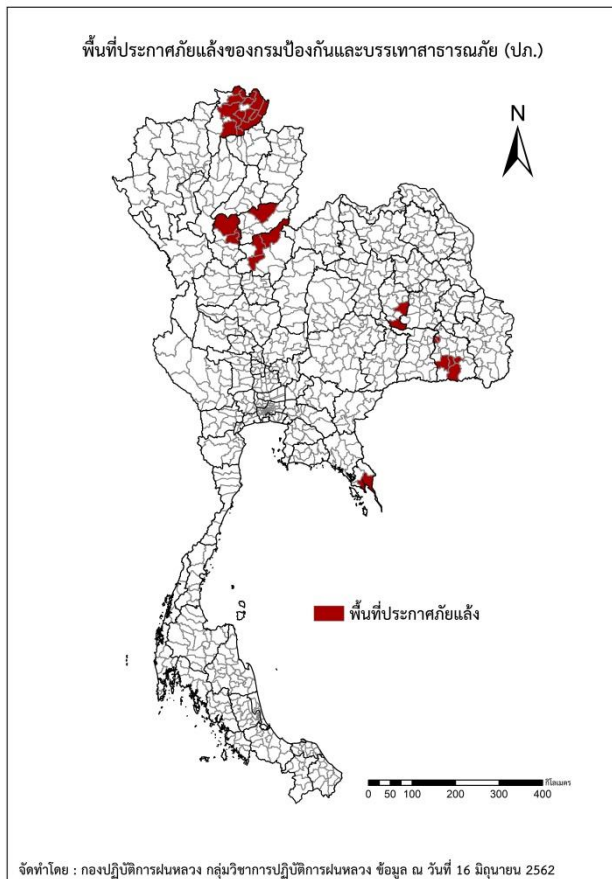 พื้นที่ประกาศภัยแล้งของกรมป้องกันและบรรเทาสาธารณภัย (ปภ.)
N
พื้นที่ประกาศภัยแล้ง
กิโลเมตร
0 50 100 200 300 400
จัดทำโดย : กองปฏิบัติการฝนหลวง กลุ่มวิชาการปฏิบัติการฝนหลวง ข้อมูล ณ วันที่ 16 มิถุนายน 2562